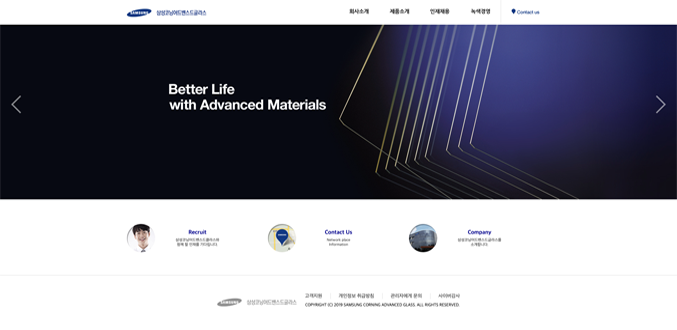 SAMSUNG 삼성코닝어드밴스드글라스
회사소개 제품소개 인재채용 녹색경영 Contact us
Better Life
with Advanced Materials
Recruit
삼성코닝어드밴스드글라스와
함께 할 인재를 기다립니다
Contact Us
Network place
information
Company
삼성코닝어드밴스드글라스를
소개합니다.
SAMSUNG 삼성코닝어드밴스드글라스
고객지원 개인정보 취급방침 관리자에게 문의 사이버감사
COPYRIGHT (C) 2019 SAMSUNG CORNING ADVANCED GLASS. ALL RIGHTS RESERVED.